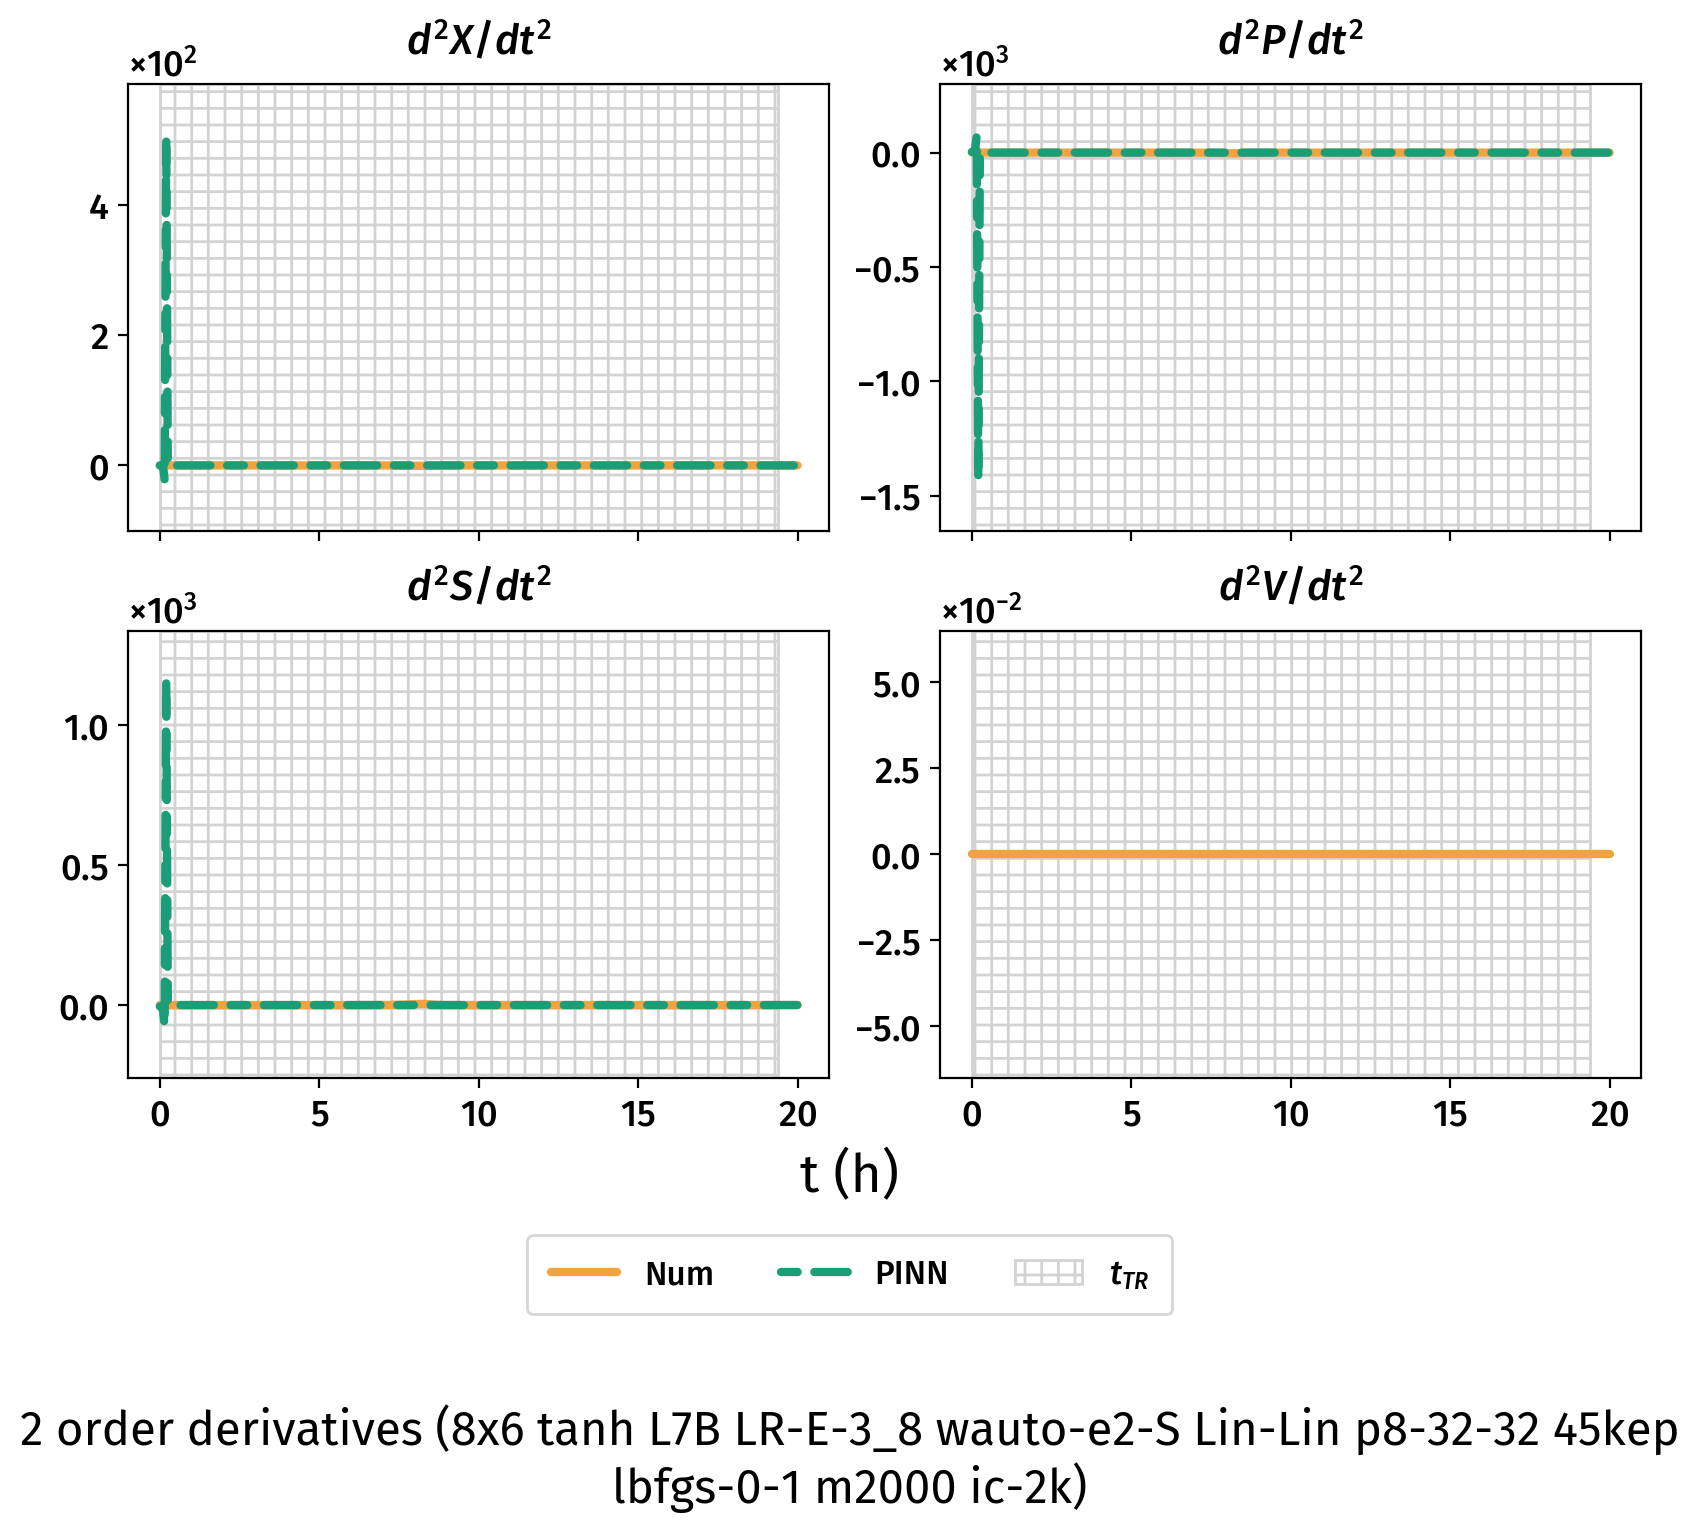 d²X/dt²
×10²
4
2
0
d²P/dt²
×10³
0.0
−0.5
−1.0
−1.5
d²S/dt²
×10³
1.0
0.5
0.0
0 5 10 15 20
d²V/dt²
×10⁻²
5.0
2.5
0.0
−2.5
−5.0
0 5 10 15 20
t (h)
Num PINN t_TR
2 order derivatives (8x6 tanh L7B LR-E-3_8 wauto-e2-S Lin-Lin p8-32-32 45kep
lbfgs-0-1 m2000 ic-2k)